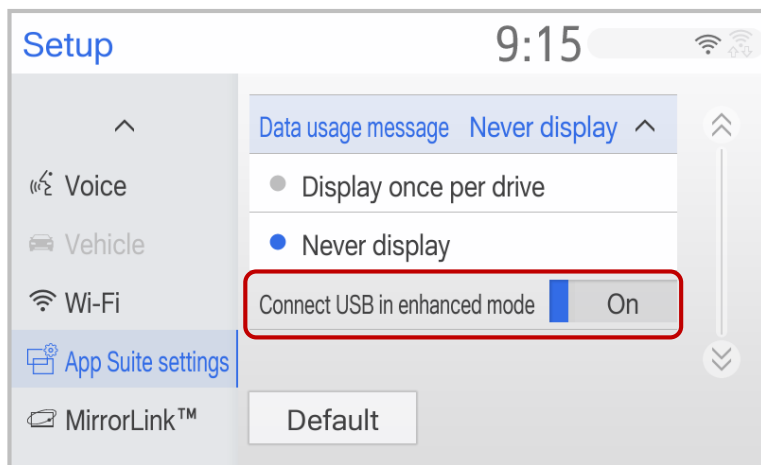 Setup
9:15
Data usage message Never display
Voice
Display once per drive
Vehicle
Never display
Wi-Fi
Connect USB in enhanced mode On
App Suite settings
MirrorLink™
Default